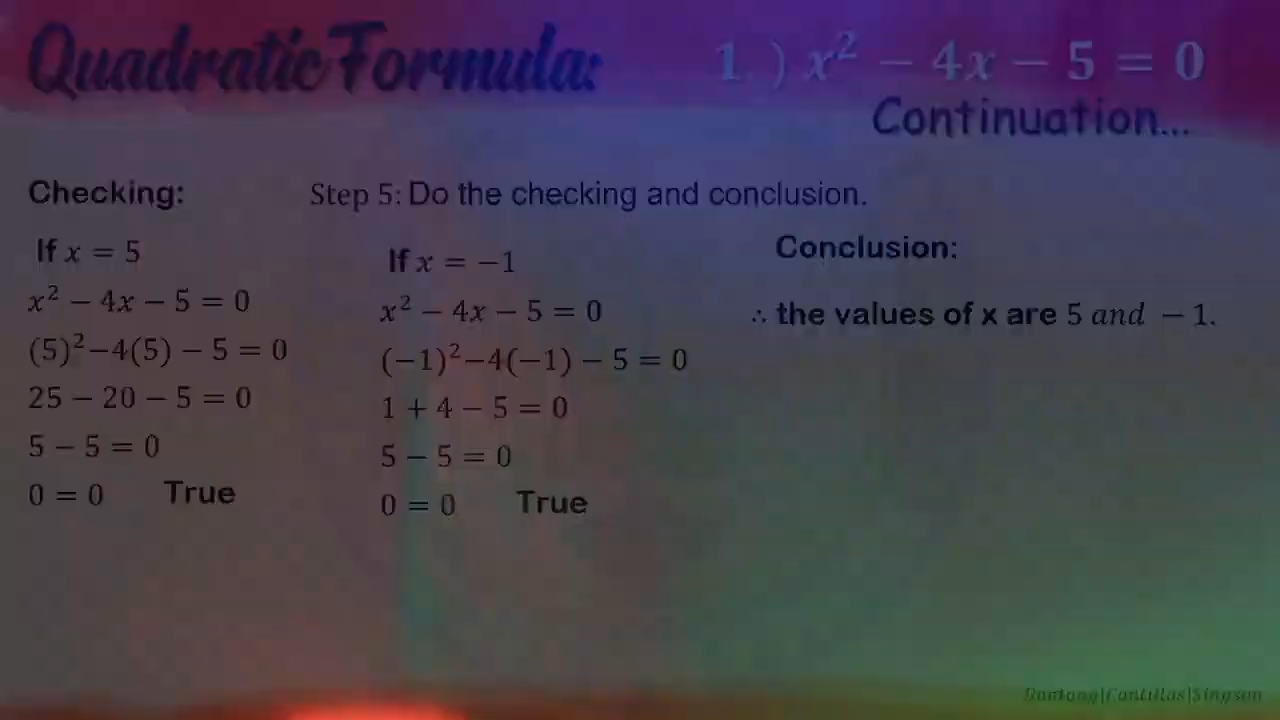 Quadratic Formula:
1.) x² − 4x − 5 = 0
Continuation...
Checking:
Step 5: Do the checking and conclusion.
If x = 5
x² − 4x − 5 = 0
(5)²−4(5) − 5 = 0
25 − 20 − 5 = 0
5 − 5 = 0
0 = 0 True
If x = −1
x² − 4x − 5 = 0
(−1)²−4(−1) − 5 = 0
1 + 4 − 5 = 0
5 − 5 = 0
0 = 0 True
Conclusion:
∴ the values of x are 5 and − 1.